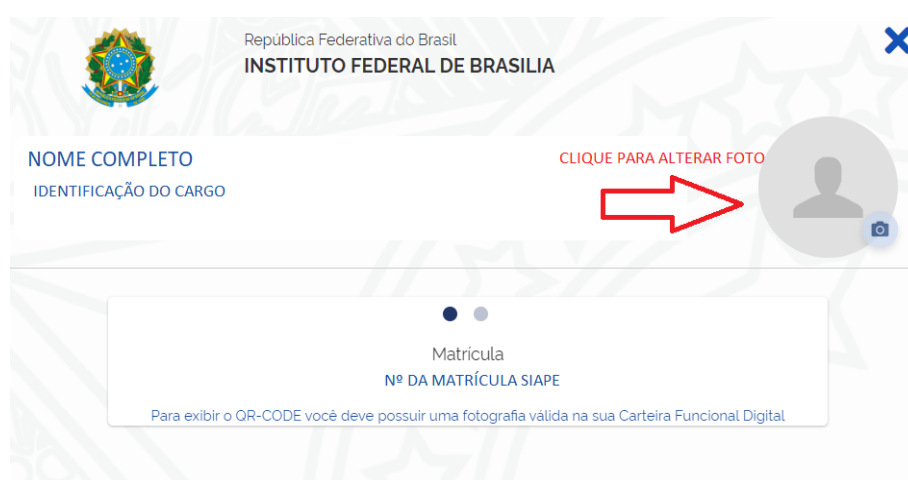 República Federativa do Brasil
INSTITUTO FEDERAL DE BRASILIA
NOME COMPLETO
CLIQUE PARA ALTERAR FOTO
IDENTIFICAÇÃO DO CARGO
Matrícula
Nº DA MATRÍCULA SIAPE
Para exibir o QR-CODE você deve possuir uma fotografia válida na sua Carteira Funcional Digital